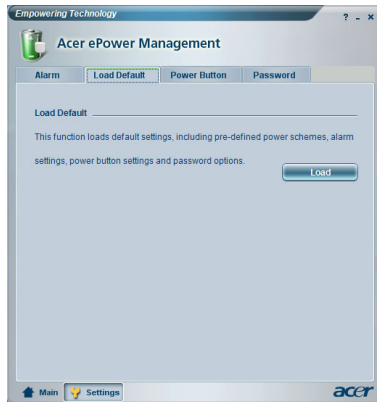 Empowering Technology
? - ×
Acer ePower Management
Alarm Load Default Power Button Password
Load Default
This function loads default settings, including pre-defined power schemes, alarm
settings, power button settings and password options.
Load
Main Settings
acer